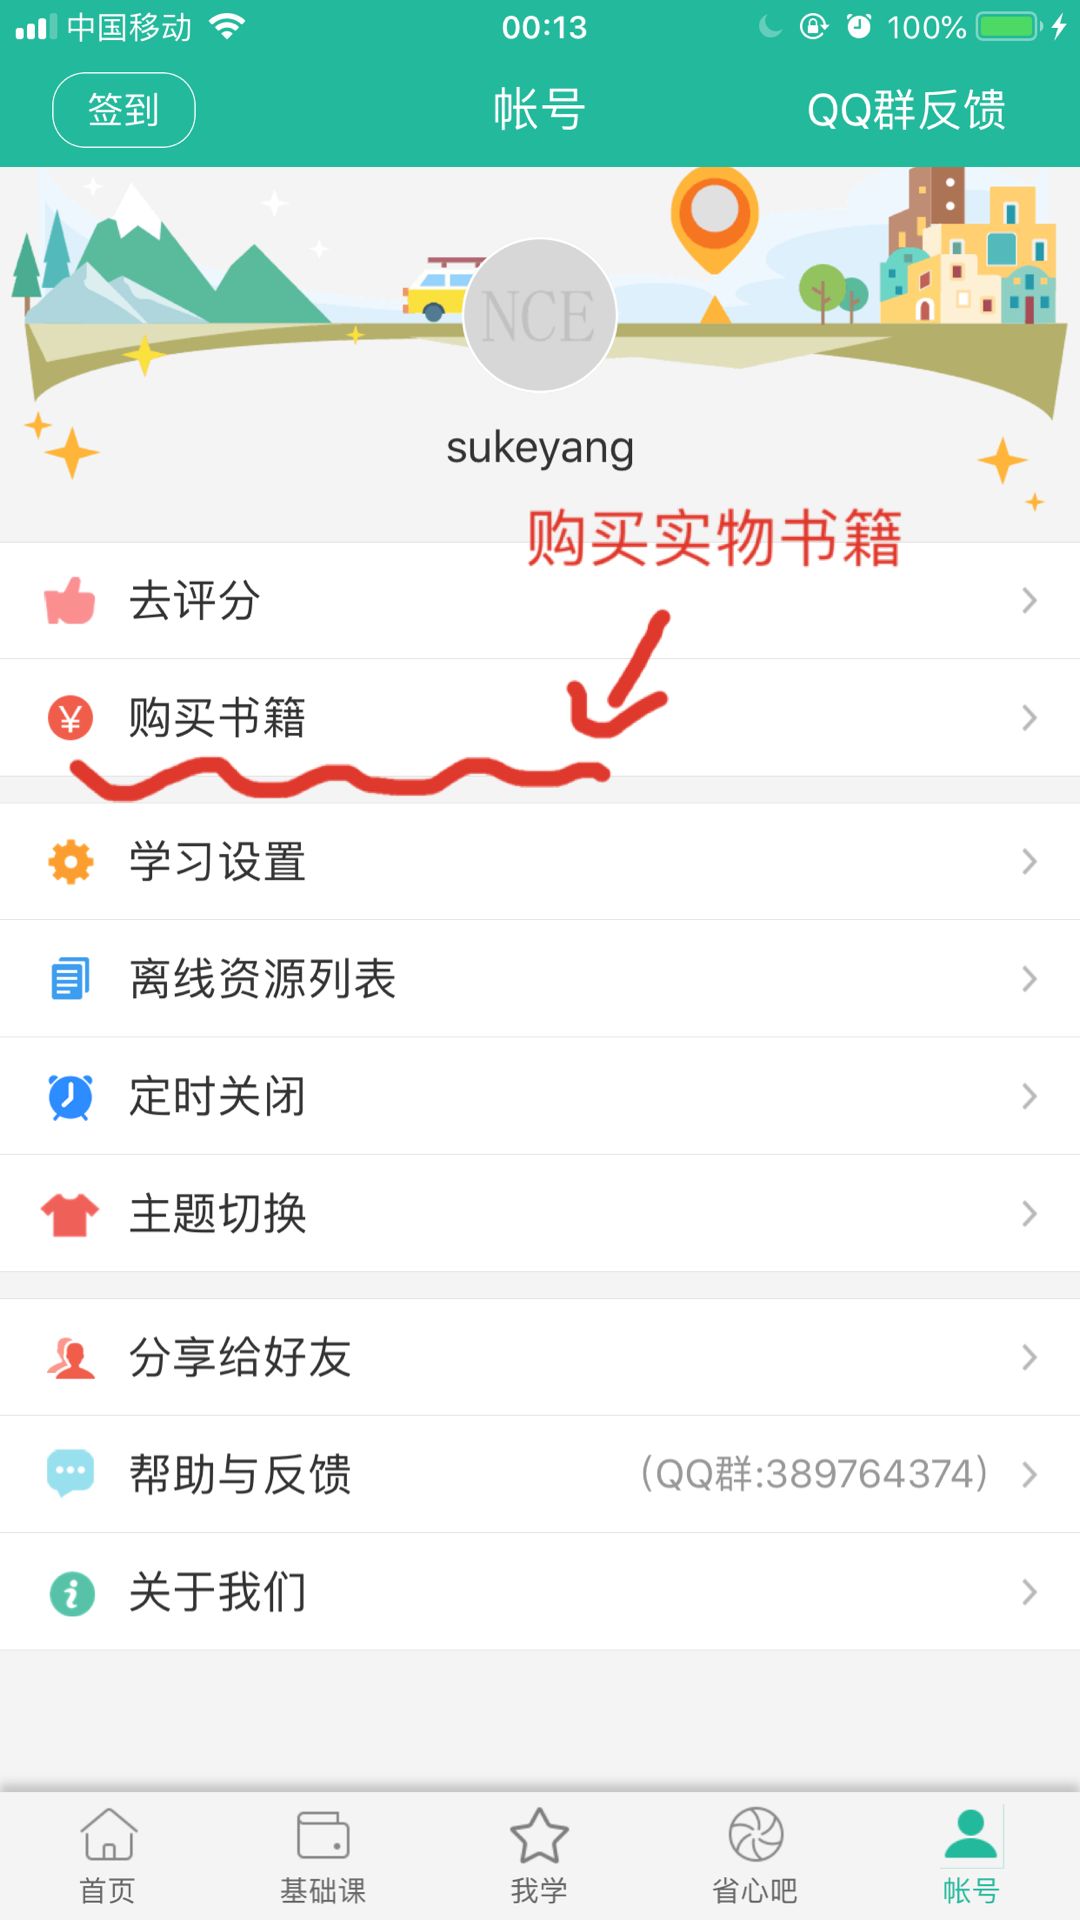 中国移动 00:13 100%
签到 帐号 QQ群反馈
NCE
sukeyang
购买实物书籍
去评分
购买书籍
学习设置
离线资源列表
定时关闭
主题切换
分享给好友
帮助与反馈 (QQ群:389764374)
关于我们
首页 基础课 我学 省心吧 帐号